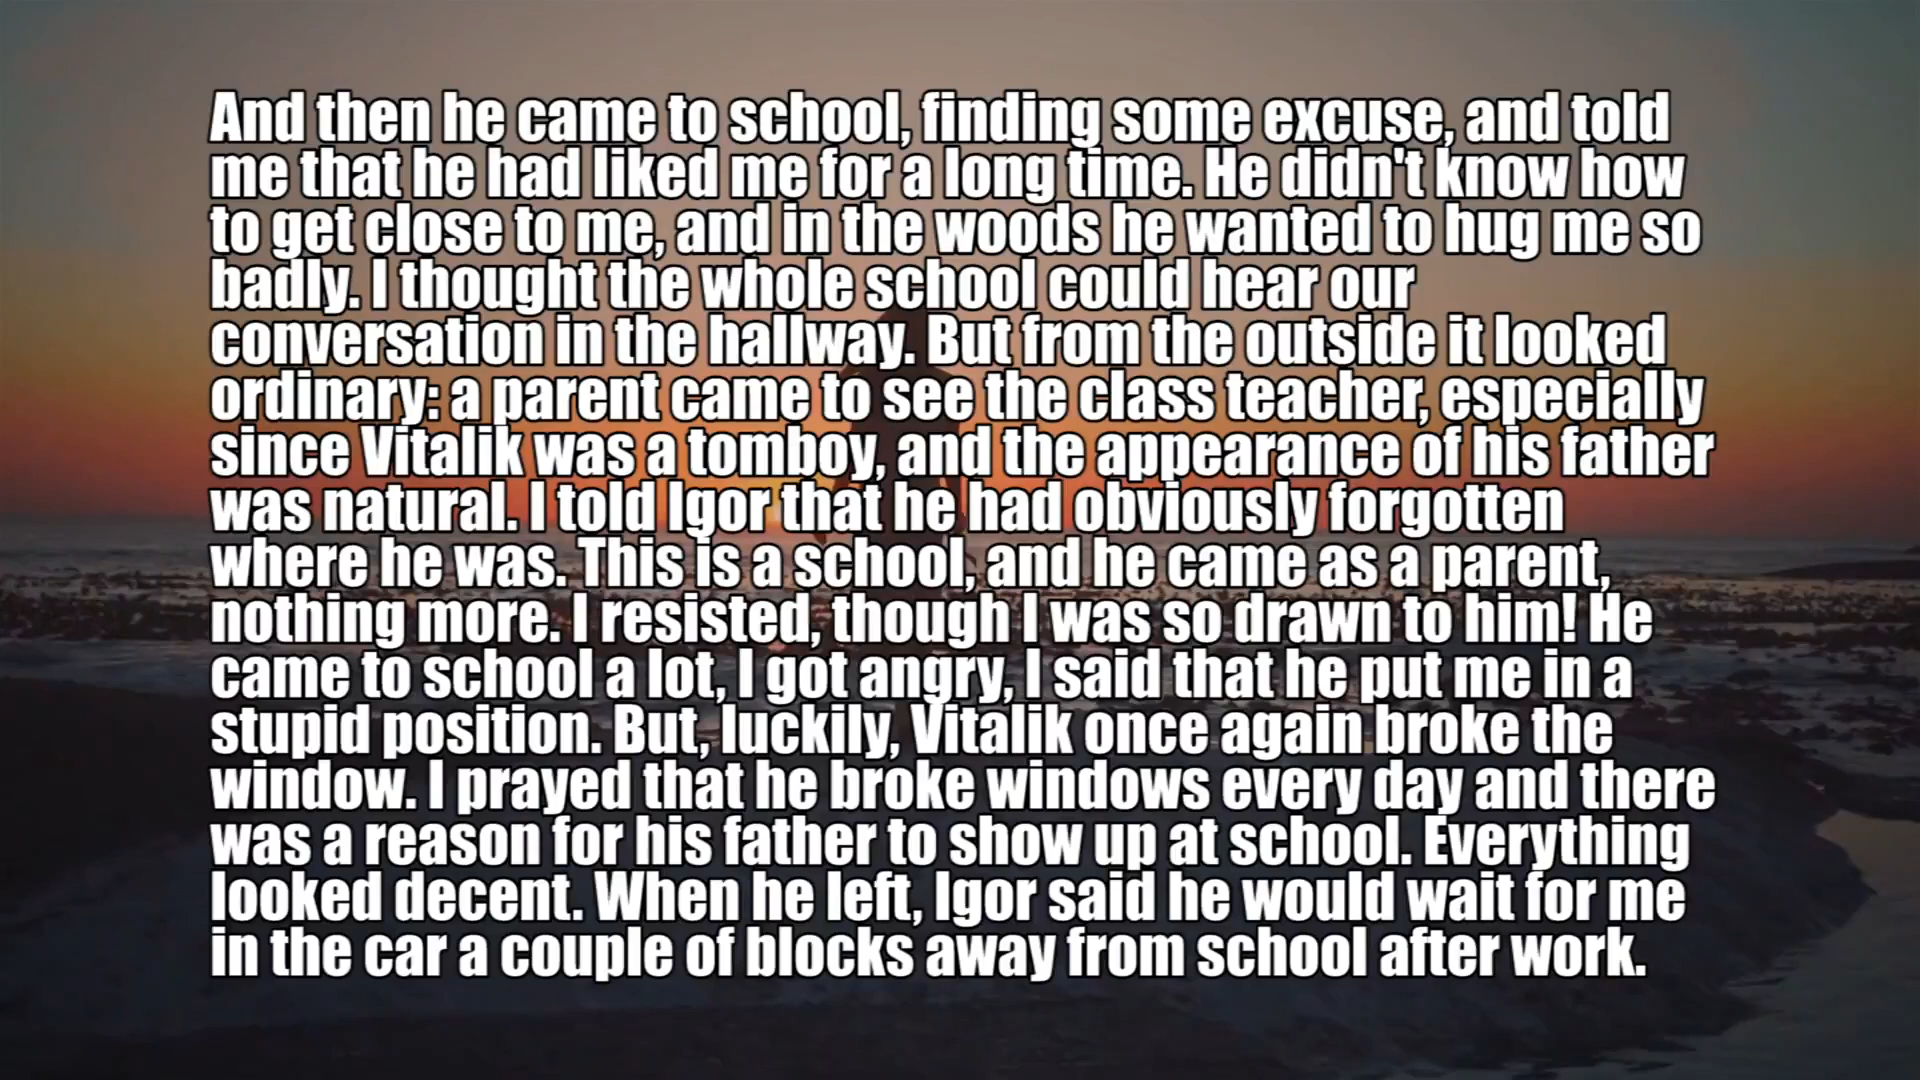 And then he came to school, finding some excuse, and told
me that he had liked me for a long time. He didn't know how
to get close to me, and in the woods he wanted to hug me so
badly. I thought the whole school could hear our
conversation in the hallway. But from the outside it looked
ordinary: a parent came to see the class teacher, especially
since Vitalik was a tomboy, and the appearance of his father
was natural. I told Igor that he had obviously forgotten
where he was. This is a school, and he came as a parent,
nothing more. I resisted, though I was so drawn to him! He
came to school a lot, I got angry, I said that he put me in a
stupid position. But, luckily, Vitalik once again broke the
window. I prayed that he broke windows every day and there
was a reason for his father to show up at school. Everything
looked decent. When he left, Igor said he would wait for me
in the car a couple of blocks away from school after work.